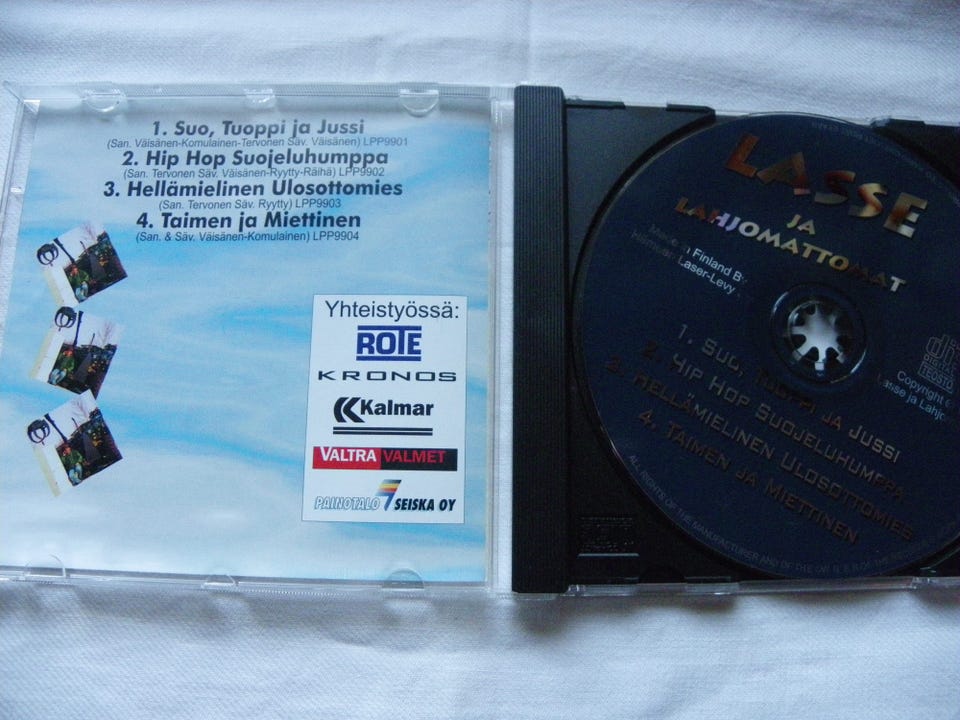 1. Suo, Tuoppi ja Jussi
(San. Väisänen-Komulainen-Tervonen Säv. Väisänen) LPP9901
2. Hip Hop Suojeluhumppa
(San. Tervonen Säv. Väisänen-Ryytty-Räihä) LPP9902
3. Hellämielinen Ulosottomies
(San. Tervonen Säv. Ryytty) LPP9903
4. Taimen ja Miettinen
(San. & Säv. Väisänen-Komulainen) LPP9904
Yhteistyössä:
ROTE
KRONOS
Kalmar
VALTRA VALMET
PAINOTALO 7 SEISKA OY
LASSE
JA
LAHJOMATTOMAT
Finland
Laser-Levy
1. Suo, Tuoppi ja Jussi
2. Hip Hop Suojeluhumppa
3. Hellämielinen Ulosottomies
4. Taimen ja Miettinen
DIGITAL
TEOSTO
Copyright
Lasse ja Lahjo
ALL RIGHTS OF THE MANUFACTURER AND OF THE